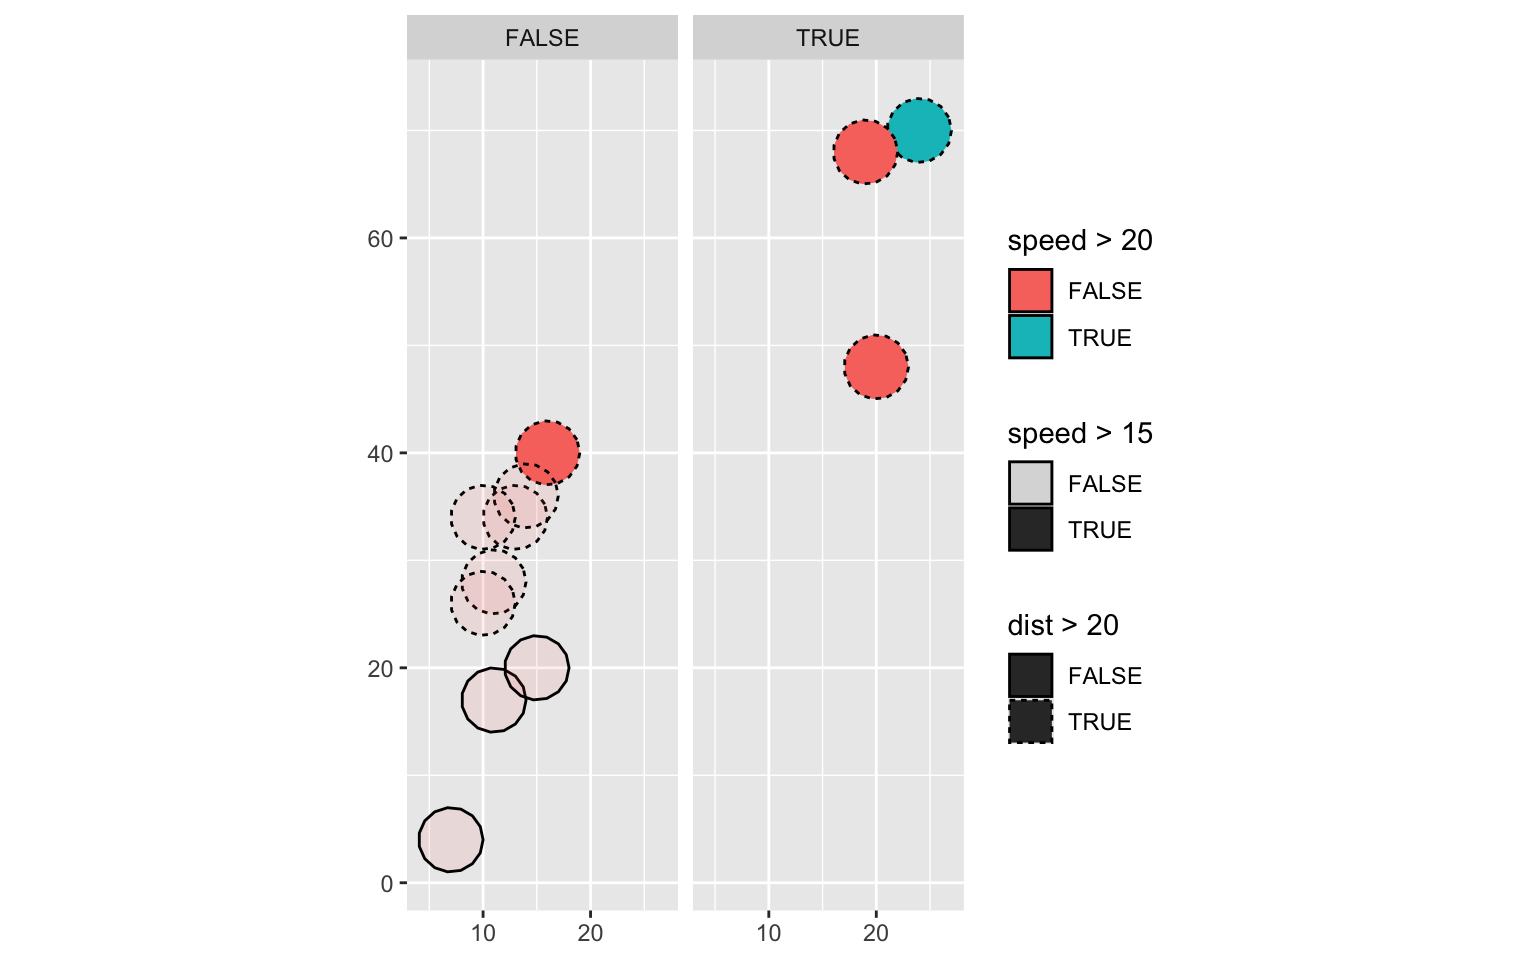 FALSE TRUE
60
40
20
0
10 20 10 20
speed > 20
FALSE
TRUE
speed > 15
FALSE
TRUE
dist > 20
FALSE
TRUE